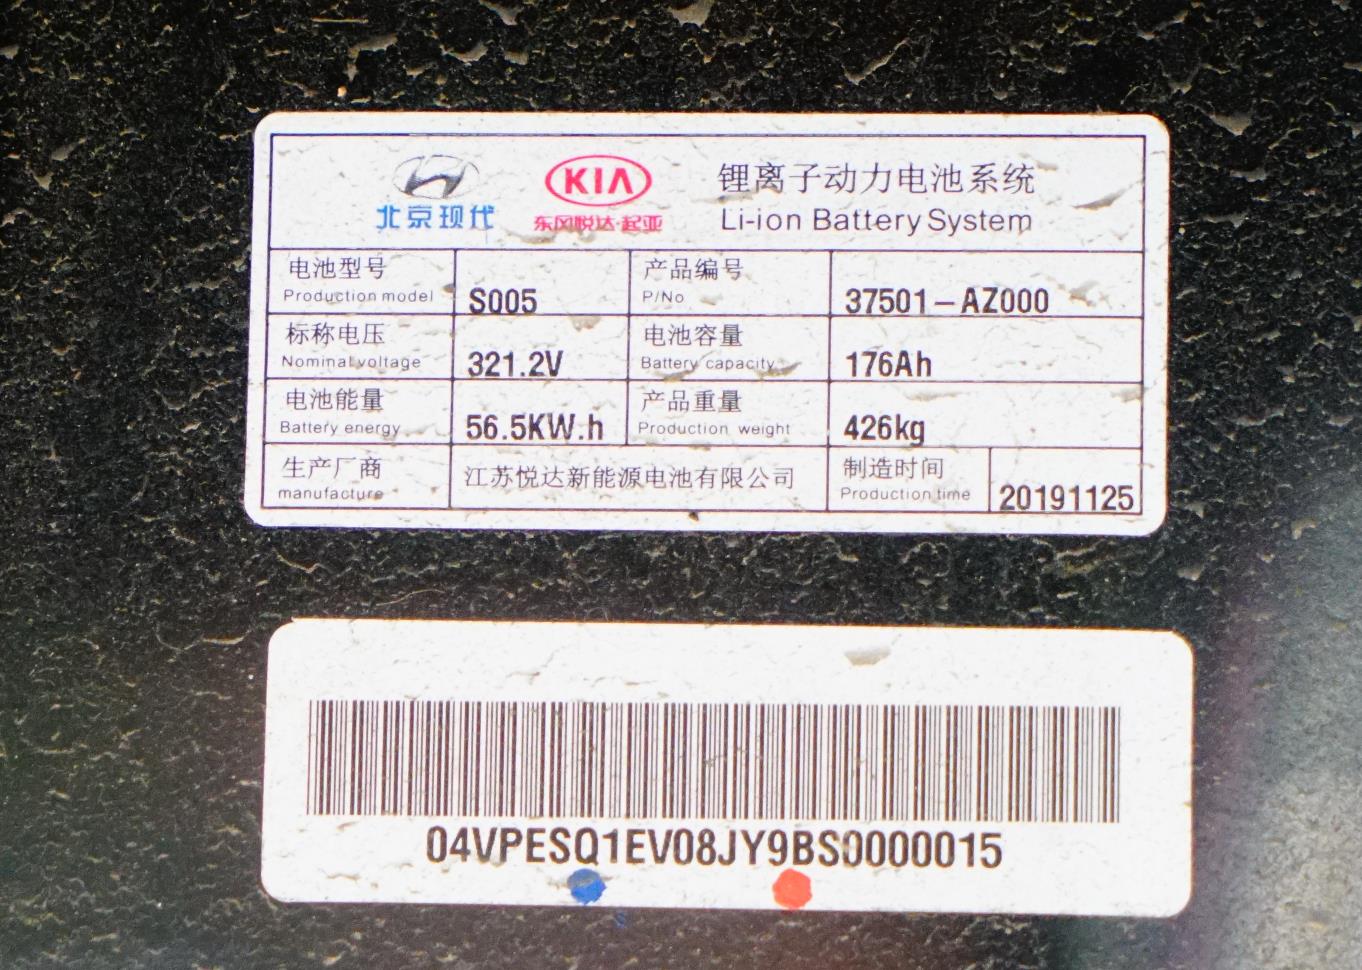 北京现代
KIA
东风悦达·起亚
锂离子动力电池系统
Li-ion Battery System
电池型号
Production model
S005
产品编号
P/No
37501-AZ000
标称电压
Nominal voltage
321.2V
电池容量
Battery capacity
176Ah
电池能量
Battery energy
56.5KW.h
产品重量
Production weight
426kg
生产厂商
manufacture
江苏悦达新能源电池有限公司
制造时间
Production time
20191125
04VPESQ1EV08JY9BS0000015